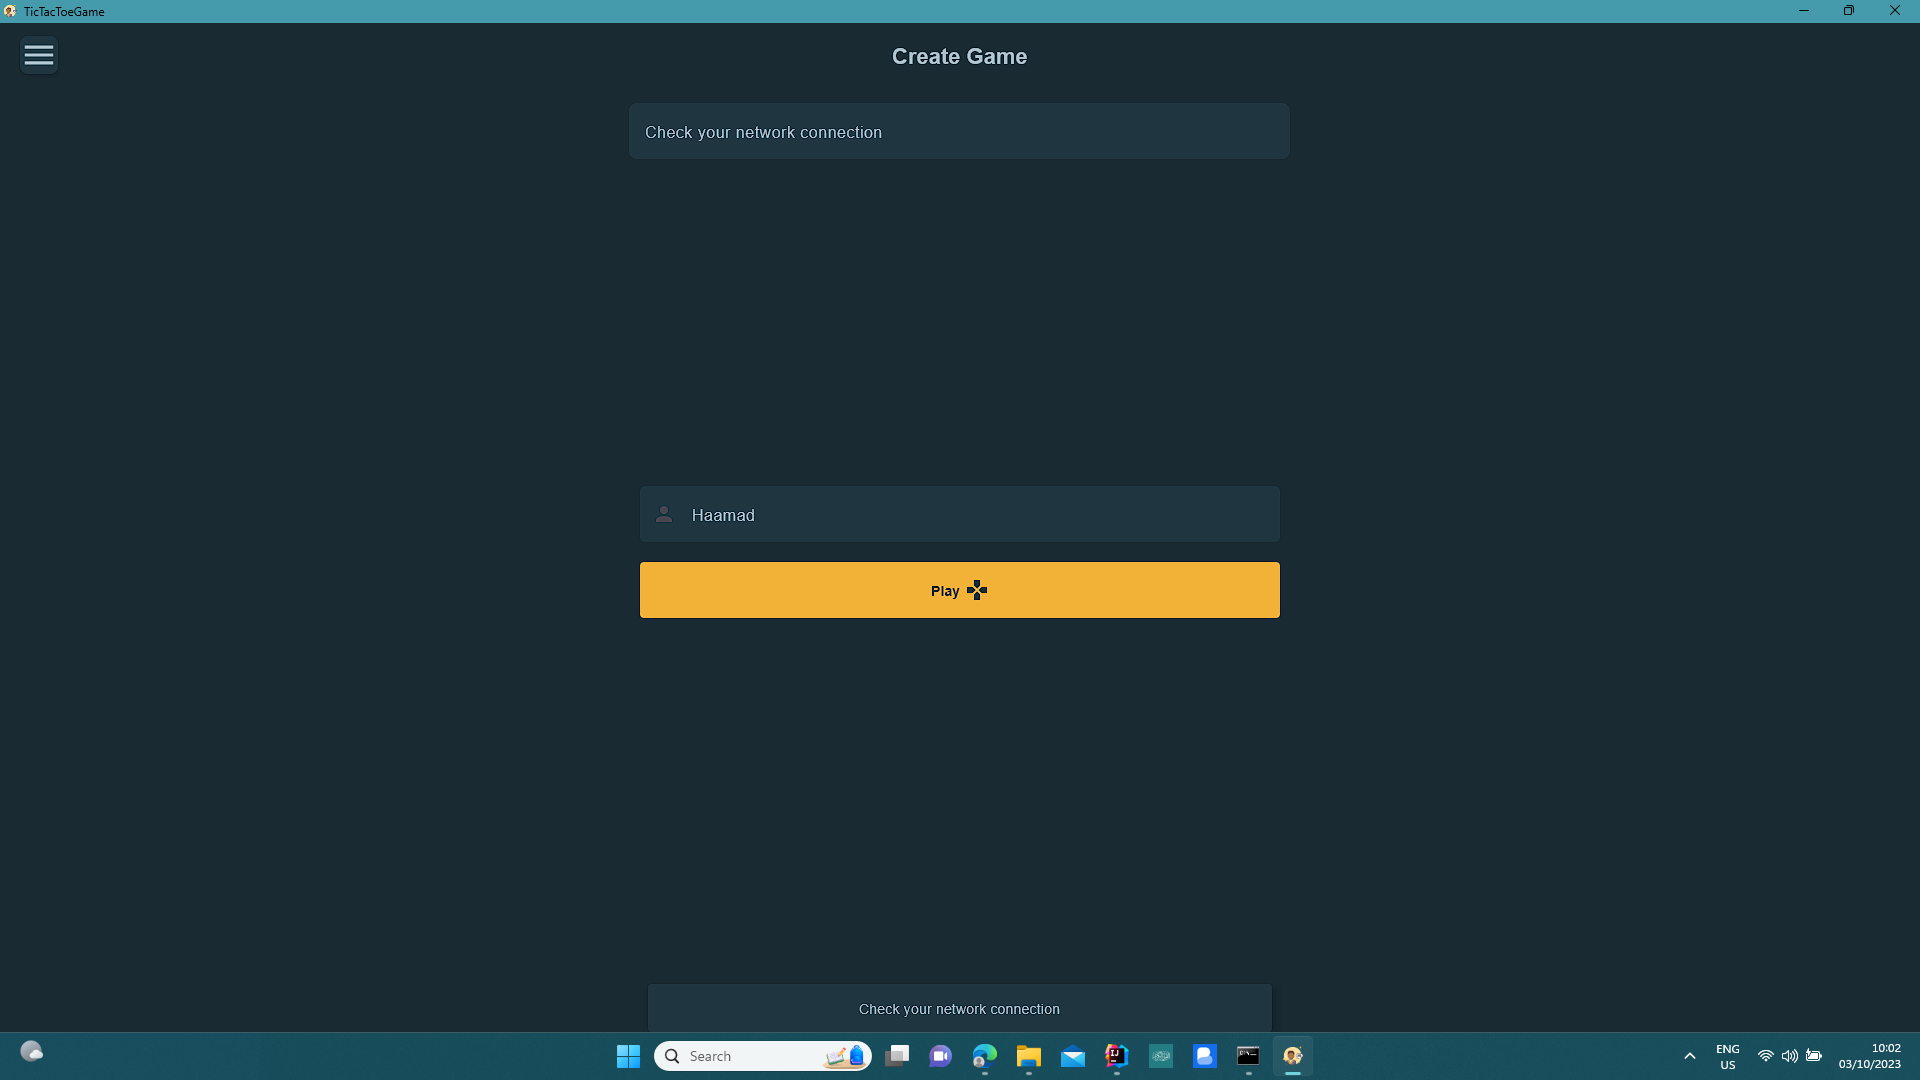 TicTacToeGame
Create Game
Check your network connection
Haamad
Play
Check your network connection
Search
ENG
US
10:02
03/10/2023